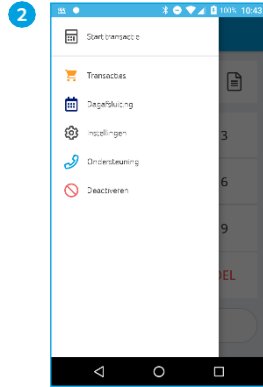 2
100% 10:43
Start transactie
Transacties
Dagafsluiting
Instellingen
3
Ondersteuning
6
Deactiveren
9
EL